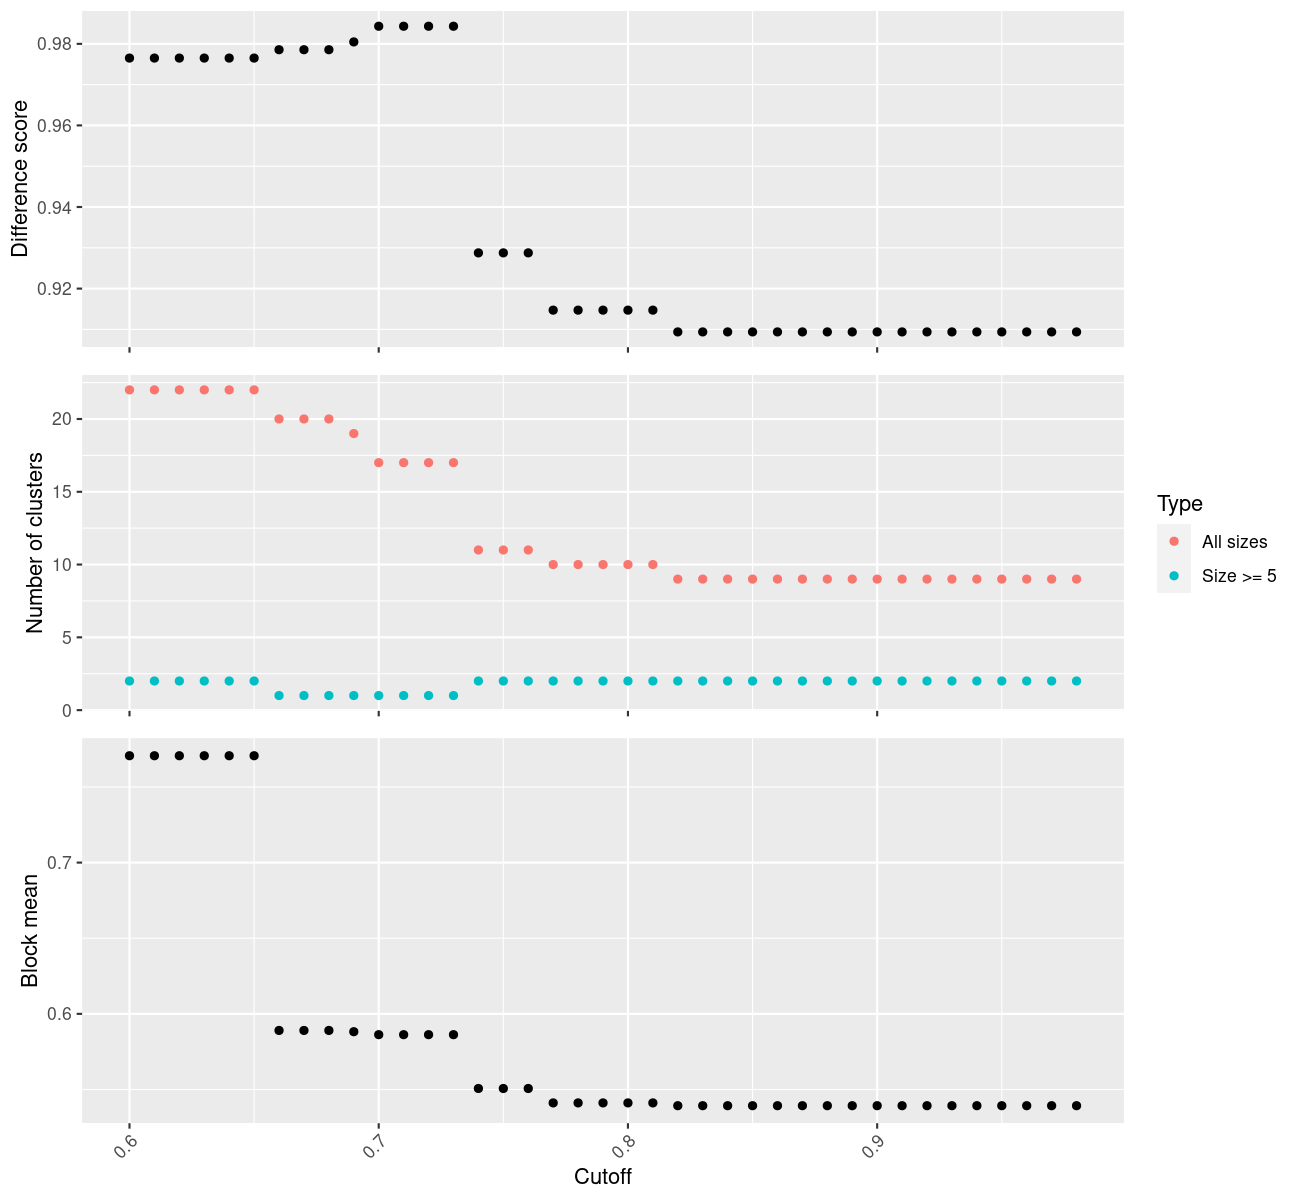 Difference score
0.98
0.96
0.94
0.92
Number of clusters
20
15
10
5
0
Type
All sizes
Size >= 5
Block mean
0.7
0.6
0.6
0.7
0.8
0.9
Cutoff